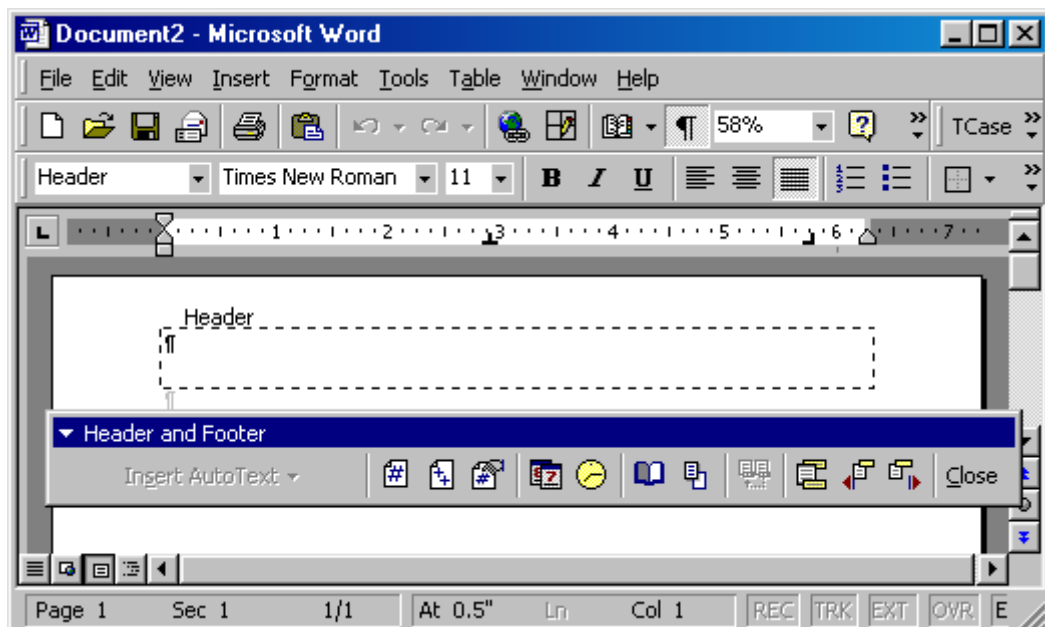 Document2 - Microsoft Word
File Edit View Insert Format Tools Table Window Help
58% TCase
Header Times New Roman 11 B I U
1 2 3 4 5 6 7
Header
¶
¶
Header and Footer
Insert AutoText Close
Page 1 Sec 1 1/1 At 0.5" Ln Col 1 REC TRK EXT OVR E